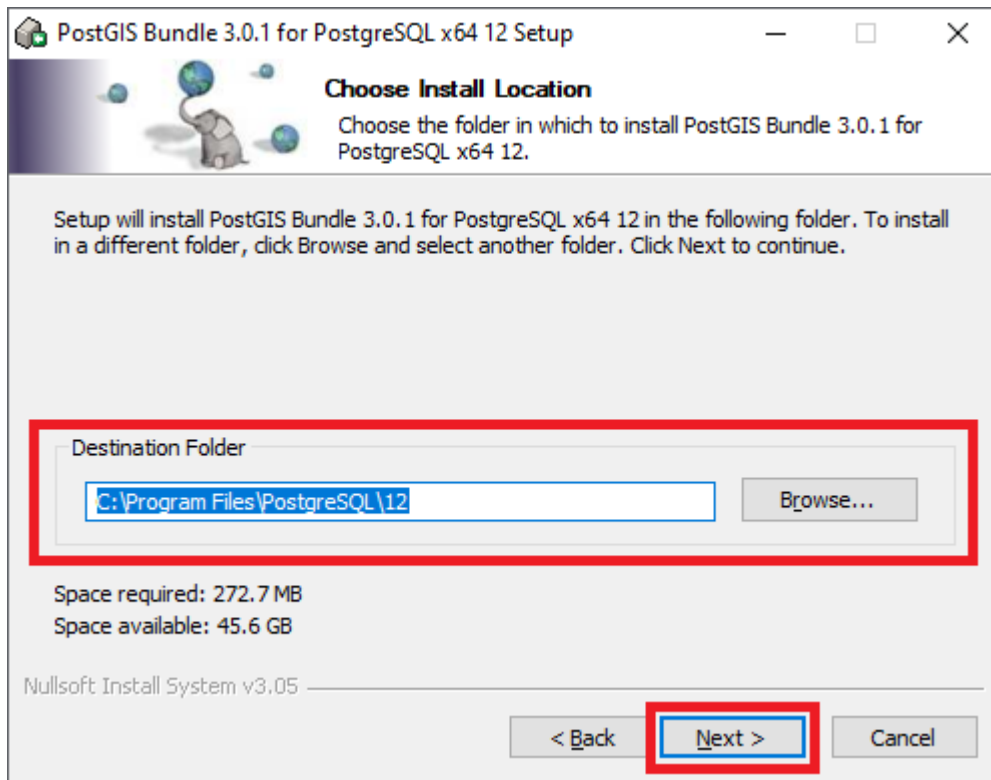 PostGIS Bundle 3.0.1 for PostgreSQL x64 12 Setup
Choose Install Location
Choose the folder in which to install PostGIS Bundle 3.0.1 for
PostgreSQL x64 12.
Setup will install PostGIS Bundle 3.0.1 for PostgreSQL x64 12 in the following folder. To install
in a different folder, click Browse and select another folder. Click Next to continue.
Destination Folder
C:\Program Files\PostgreSQL\12
Browse...
Space required: 272.7 MB
Space available: 45.6 GB
Nullsoft Install System v3.05
< Back
Next >
Cancel